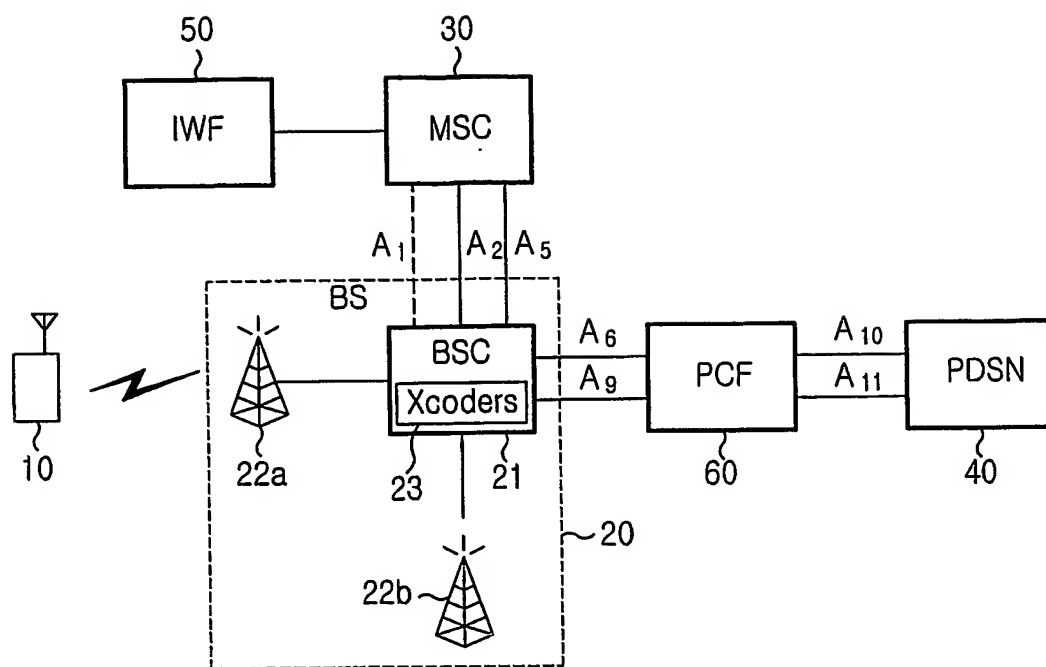 50
30
IWF
MSC
A1
A2
A5
BS
BSC
Xcoders
A6
A9
PCF
A10
A11
PDSN
10
22a
23
21
60
40
20
22b